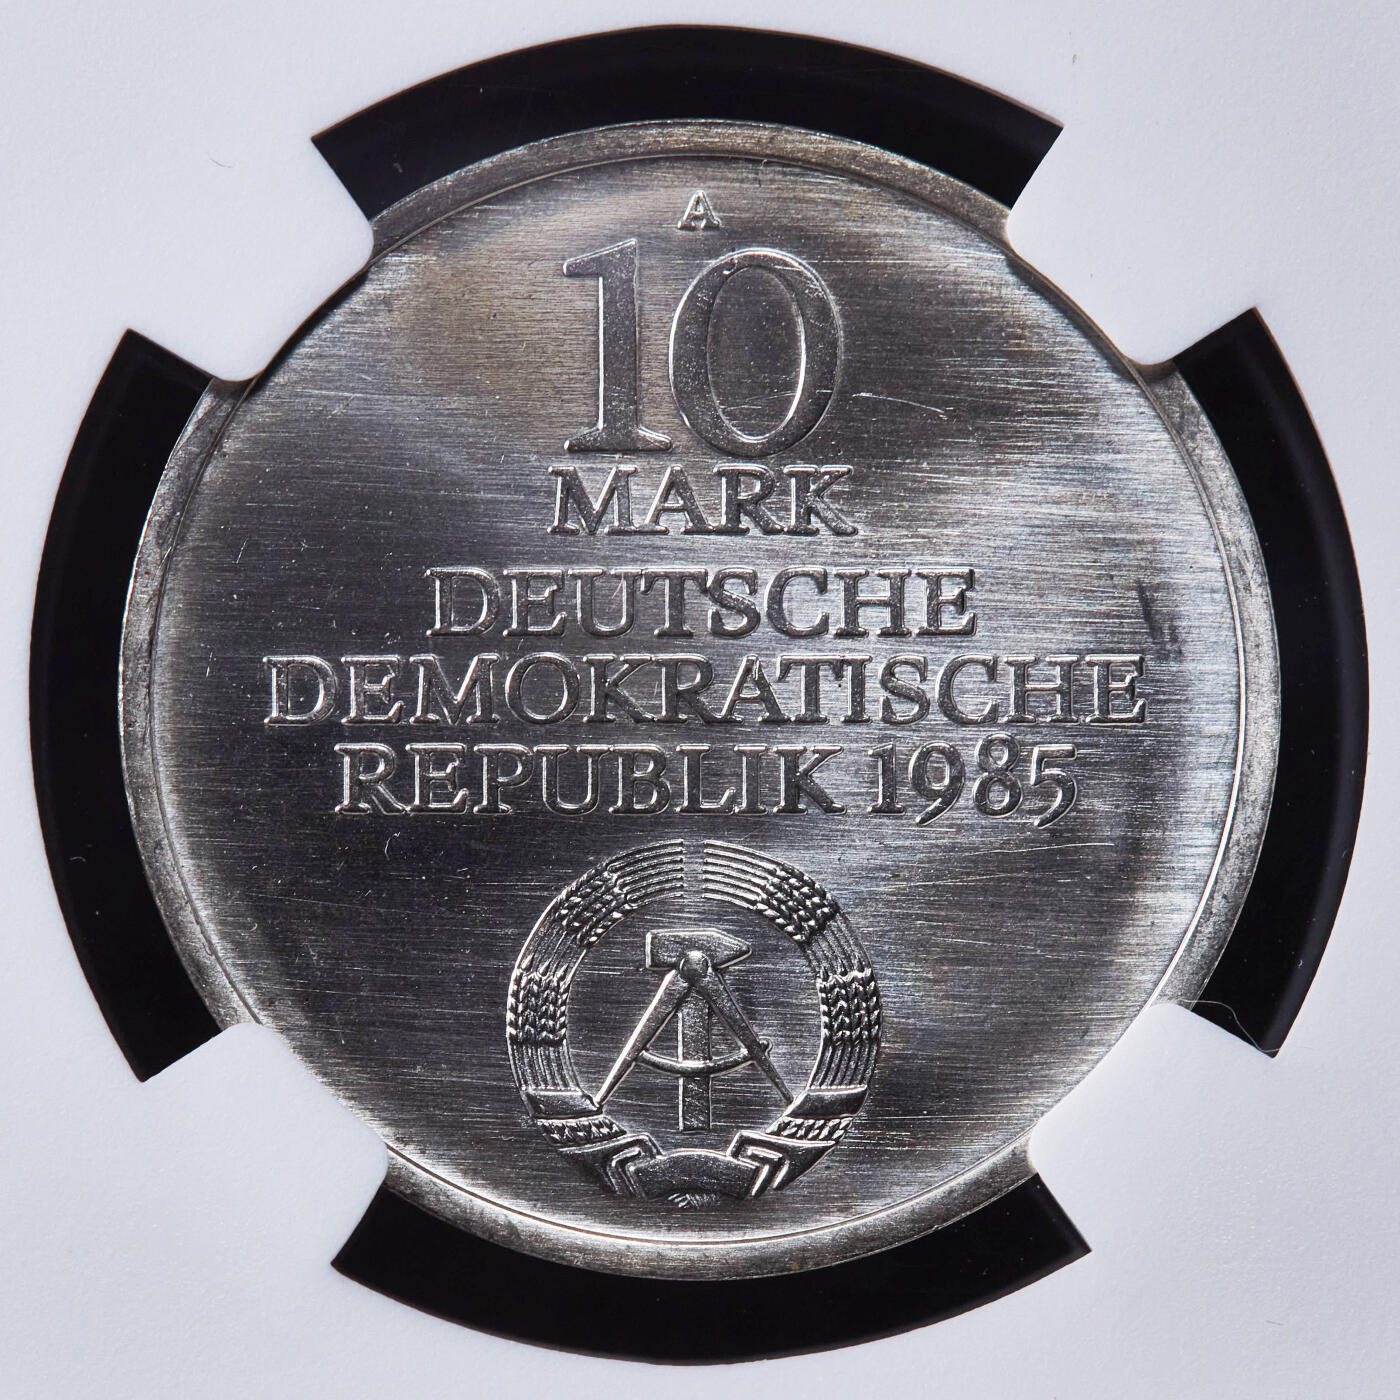 A
10
MARK
DEUTSCHE
DEMOKRATISCHE
REPUBLIK 1985